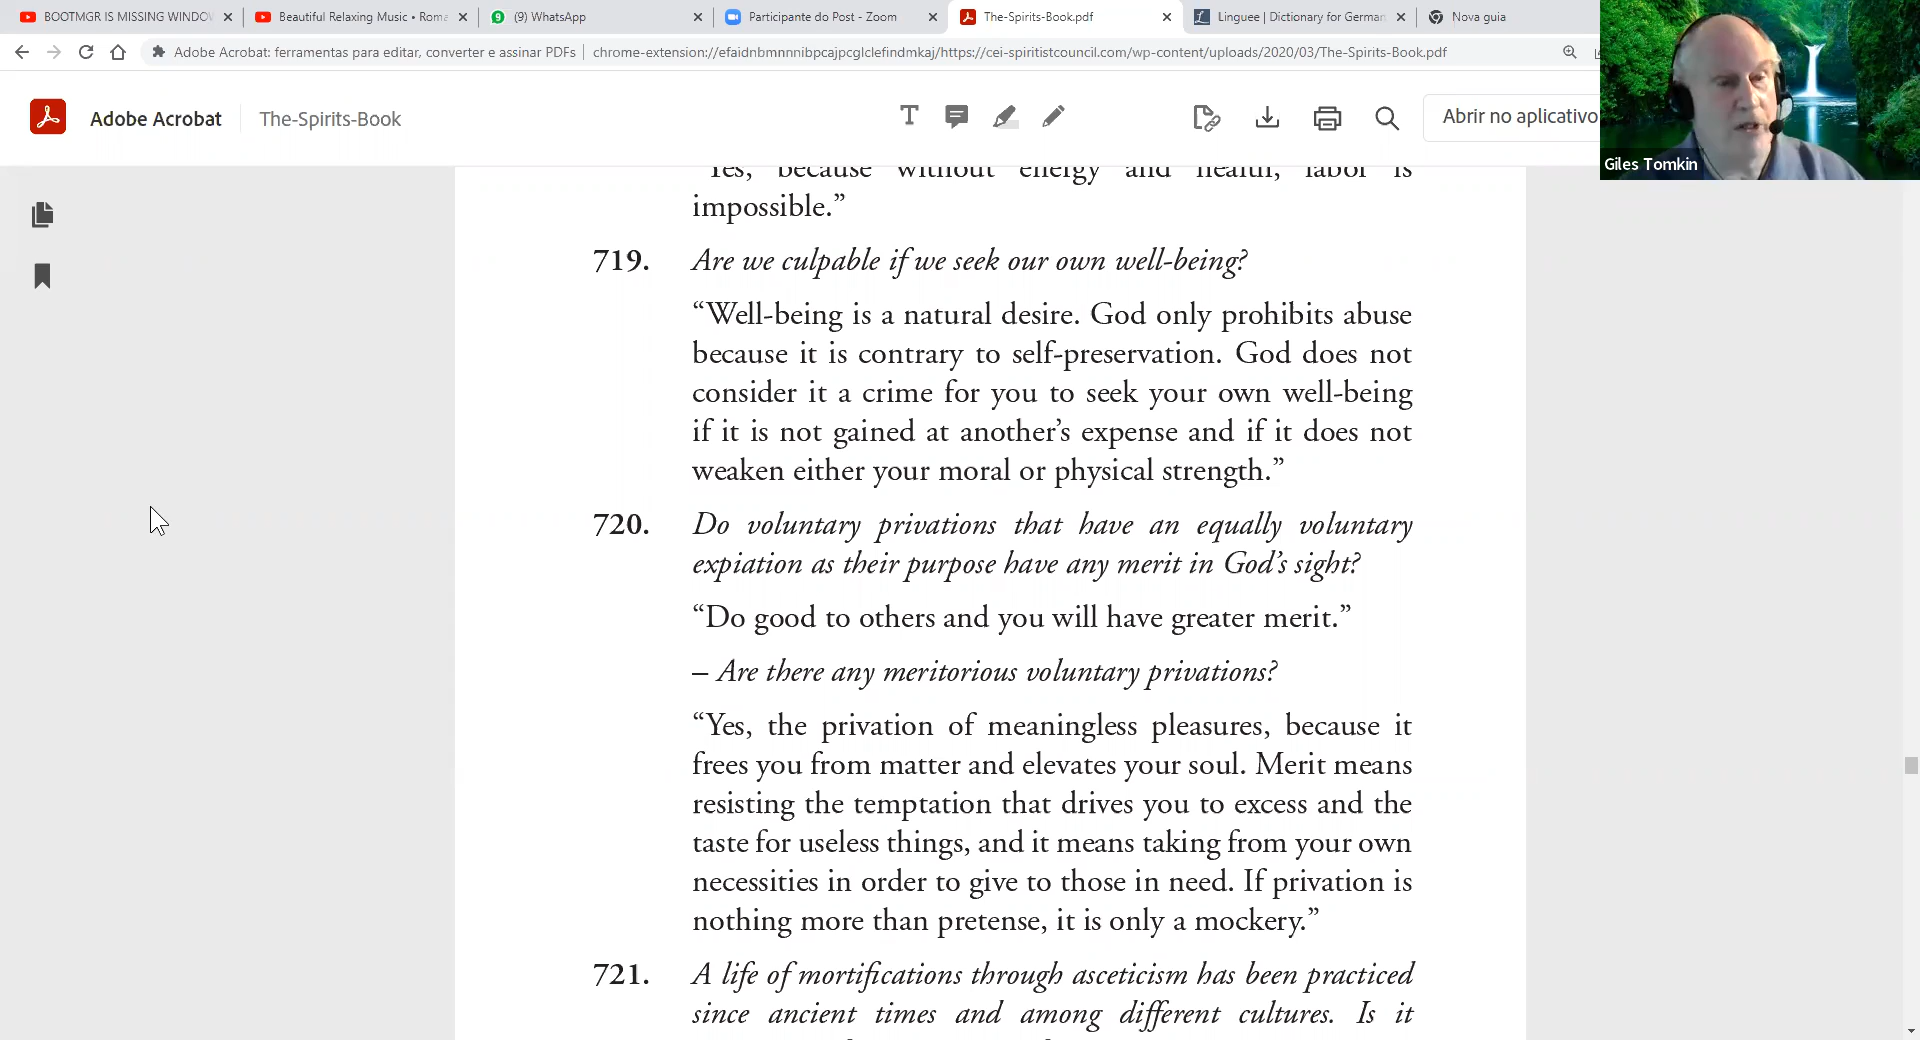 BOOTMGR IS MISSING WINDO
Beautiful Relaxing Music • Roma
(9) WhatsApp
Participante do Post - Zoom
The-Spirits-Book.pdf
Linguee | Dictionary for German
Nova guia
Adobe Acrobat: ferramentas para editar, converter e assinar PDFs
chrome-extension://efaidnbmnnnibpcajpcglclefindmkaj/https://cei-spiritistcouncil.com/wp-content/uploads/2020/03/The-Spirits-Book.pdf
Adobe Acrobat
The-Spirits-Book
Abrir no aplicativo
Giles Tomkin
“Yes, because without energy and health, labor is
impossible.”
719. Are we culpable if we seek our own well-being?
“Well-being is a natural desire. God only prohibits abuse
because it is contrary to self-preservation. God does not
consider it a crime for you to seek your own well-being
if it is not gained at another’s expense and if it does not
weaken either your moral or physical strength.”
720. Do voluntary privations that have an equally voluntary
expiation as their purpose have any merit in God’s sight?
“Do good to others and you will have greater merit.”
– Are there any meritorious voluntary privations?
“Yes, the privation of meaningless pleasures, because it
frees you from matter and elevates your soul. Merit means
resisting the temptation that drives you to excess and the
taste for useless things, and it means taking from your own
necessities in order to give to those in need. If privation is
nothing more than pretense, it is only a mockery.”
721. A life of mortifications through asceticism has been practiced
since ancient times and among different cultures. Is it